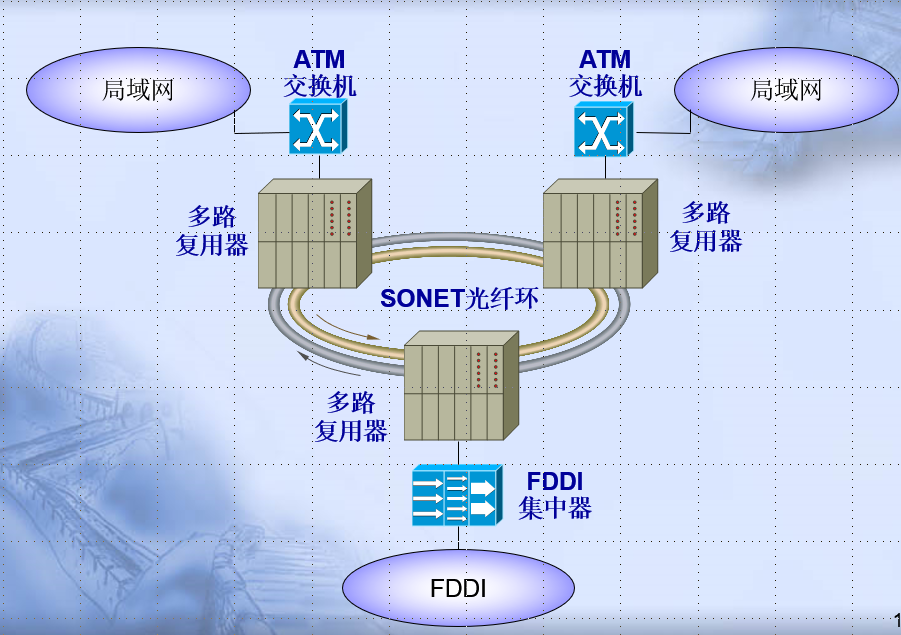 ATM
交换机
ATM
交换机
局域网
局域网
多路
复用器
多路
复用器
SONET光纤环
多路
复用器
FDDI
集中器
FDDI
1